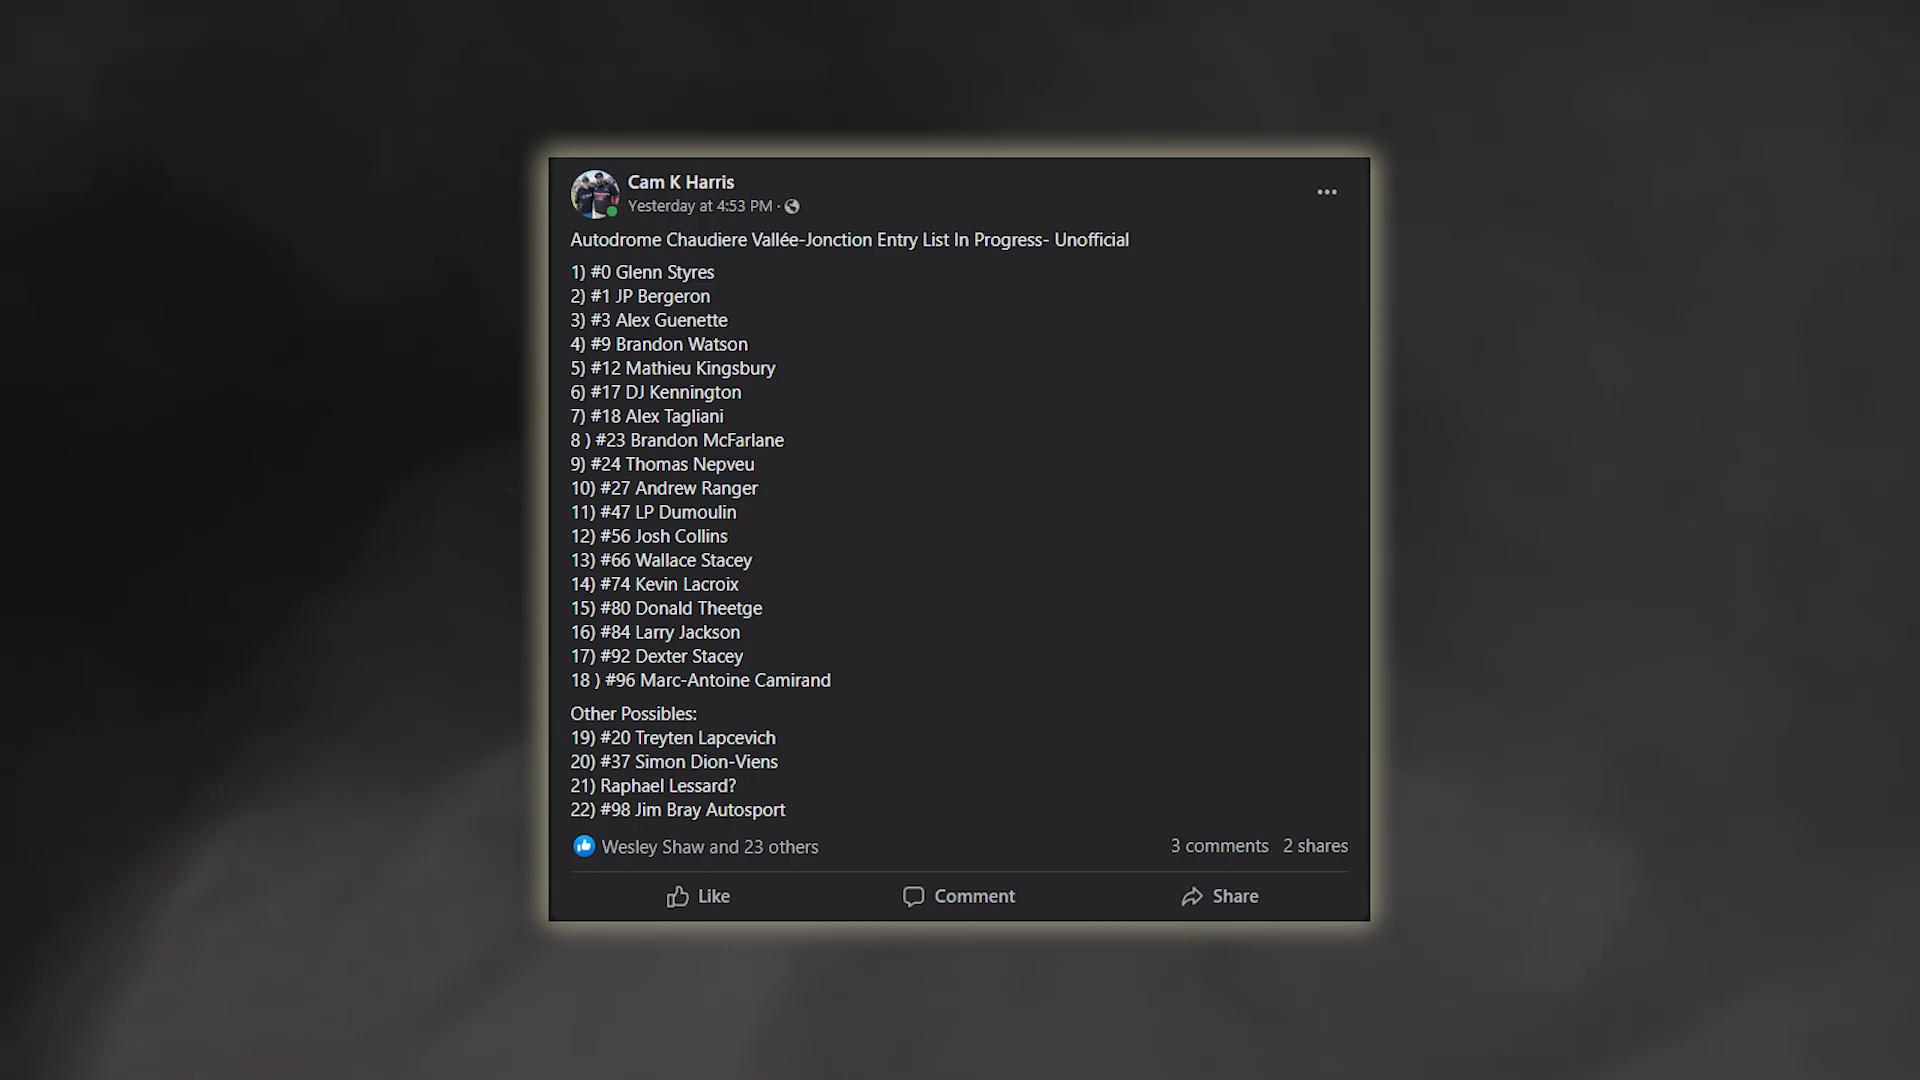 Cam K Harris
Yesterday at 4:53 PM ·
Autodrome Chaudiere Vallée-Jonction Entry List In Progress- Unofficial
1) #0 Glenn Styres
2) #1 JP Bergeron
3) #3 Alex Guenette
4) #9 Brandon Watson
5) #12 Mathieu Kingsbury
6) #17 DJ Kennington
7) #18 Alex Tagliani
8 ) #23 Brandon McFarlane
9) #24 Thomas Nepveu
10) #27 Andrew Ranger
11) #47 LP Dumoulin
12) #56 Josh Collins
13) #66 Wallace Stacey
14) #74 Kevin Lacroix
15) #80 Donald Theetge
16) #84 Larry Jackson
17) #92 Dexter Stacey
18 ) #96 Marc-Antoine Camirand
Other Possibles:
19) #20 Treyten Lapcevich
20) #37 Simon Dion-Viens
21) Raphael Lessard?
22) #98 Jim Bray Autosport
Wesley Shaw and 23 others 3 comments 2 shares
Like Comment Share